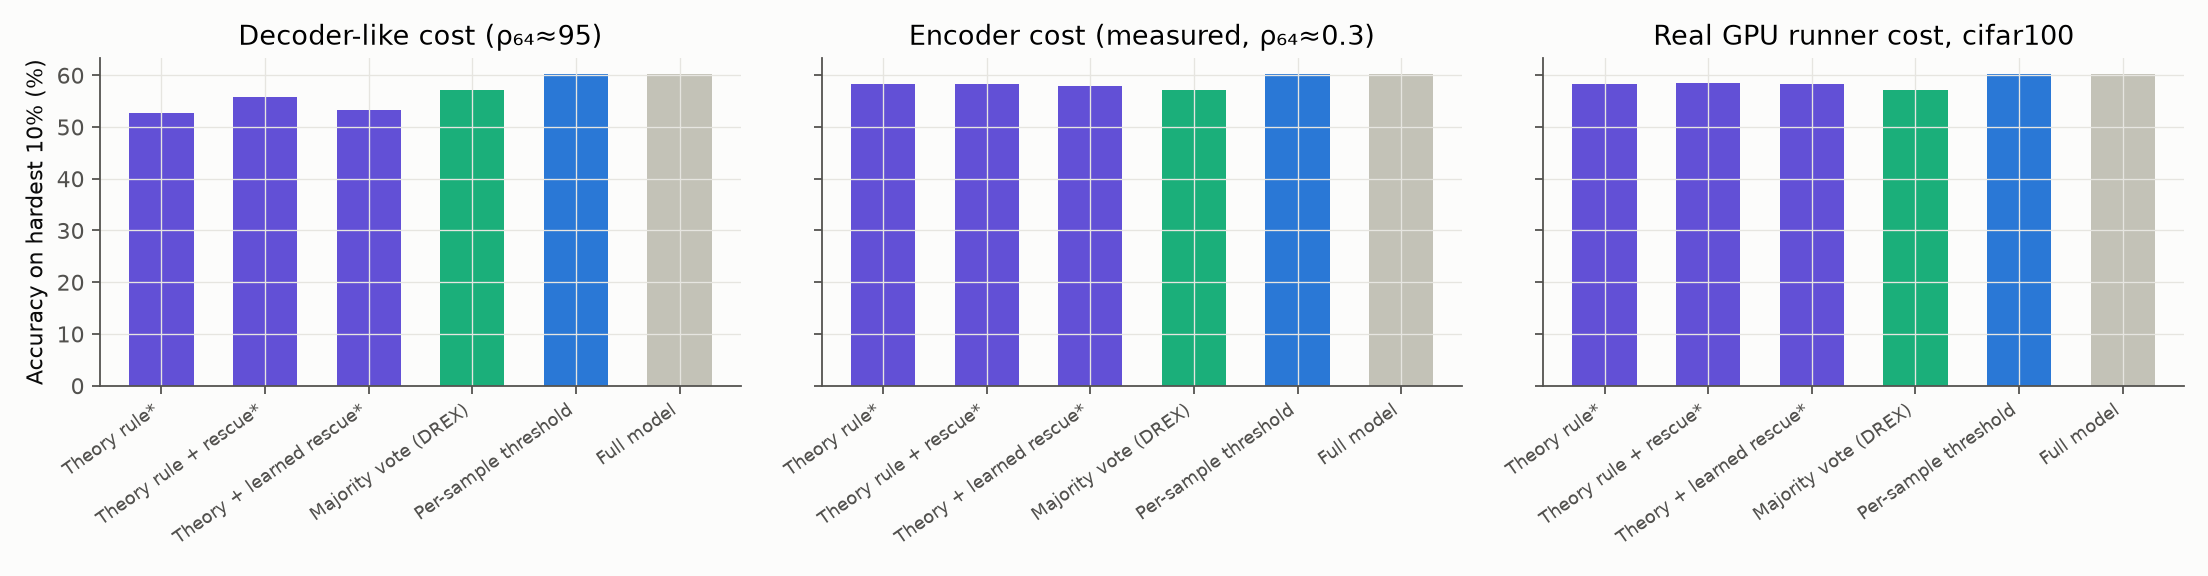 Decoder-like cost (ρ₆₄≈95)
Accuracy on hardest 10% (%)
60
50
40
30
20
10
0
Theory rule*
Theory rule + rescue*
Theory + learned rescue*
Majority vote (DREX)
Per-sample threshold
Full model
Encoder cost (measured, ρ₆₄≈0.3)
Theory rule*
Theory rule + rescue*
Theory + learned rescue*
Majority vote (DREX)
Per-sample threshold
Full model
Real GPU runner cost, cifar100
Theory rule*
Theory rule + rescue*
Theory + learned rescue*
Majority vote (DREX)
Per-sample threshold
Full model